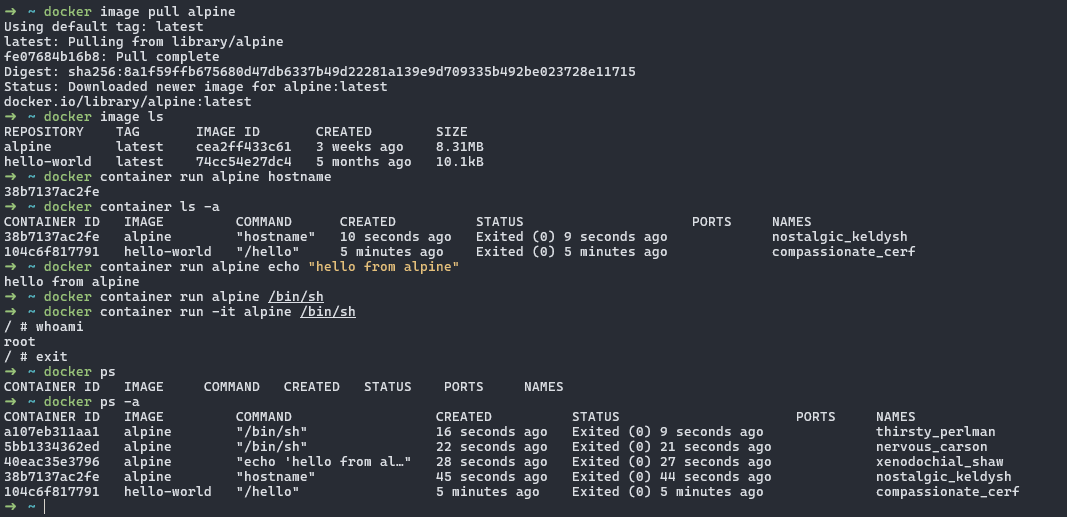 ➜ ~ docker image pull alpine
Using default tag: latest
latest: Pulling from library/alpine
fe07684b16b8: Pull complete
Digest: sha256:8a1f59ffb675680d47db6337b49d22281a139e9d709335b492be023728e11715
Status: Downloaded newer image for alpine:latest
docker.io/library/alpine:latest
➜ ~ docker image ls
REPOSITORY    TAG       IMAGE ID       CREATED        SIZE
alpine        latest    cea2ff433c61   3 weeks ago    8.31MB
hello-world   latest    74cc54e27dc4   5 months ago   10.1kB
➜ ~ docker container run alpine hostname
38b7137ac2fe
➜ ~ docker container ls -a
CONTAINER ID   IMAGE         COMMAND      CREATED          STATUS                     PORTS     NAMES
38b7137ac2fe   alpine        "hostname"   10 seconds ago   Exited (0) 9 seconds ago             nostalgic_keldysh
104c6f817791   hello-world   "/hello"     5 minutes ago    Exited (0) 5 minutes ago             compassionate_cerf
➜ ~ docker container run alpine echo "hello from alpine"
hello from alpine
➜ ~ docker container run alpine /bin/sh
➜ ~ docker container run -it alpine /bin/sh
/ # whoami
root
/ # exit
➜ ~ docker ps
CONTAINER ID   IMAGE     COMMAND   CREATED   STATUS    PORTS     NAMES
➜ ~ docker ps -a
CONTAINER ID   IMAGE         COMMAND                  CREATED          STATUS                      PORTS     NAMES
a107eb311aa1   alpine        "/bin/sh"                16 seconds ago   Exited (0) 9 seconds ago              thirsty_perlman
5bb1334362ed   alpine        "/bin/sh"                22 seconds ago   Exited (0) 21 seconds ago             nervous_carson
40eac35e3796   alpine        "echo 'hello from al…"   28 seconds ago   Exited (0) 27 seconds ago             xenodochial_shaw
38b7137ac2fe   alpine        "hostname"               45 seconds ago   Exited (0) 44 seconds ago             nostalgic_keldysh
104c6f817791   hello-world   "/hello"                 5 minutes ago    Exited (0) 5 minutes ago              compassionate_cerf
➜ ~